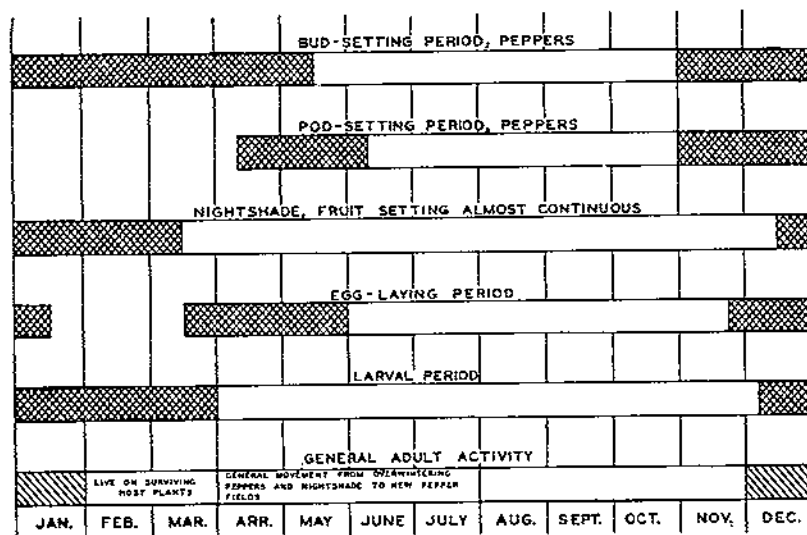 BUD-SETTING PERIOD, PEPPERS
POD-SETTING PERIOD, PEPPERS
NIGHTSHADE, FRUIT SETTING ALMOST CONTINUOUS
EGG-LAYING PERIOD
LARVAL PERIOD
GENERAL ADULT ACTIVITY
LIVE ON SURVIVING
HOST PLANTS
GENERAL MOVEMENT FROM OVERWINTERING
PEPPERS AND NIGHTSHADE TO NEW PEPPER
FIELDS
JAN. FEB. MAR. ARR. MAY JUNE JULY AUG. SEPT. OCT. NOV. DEC.